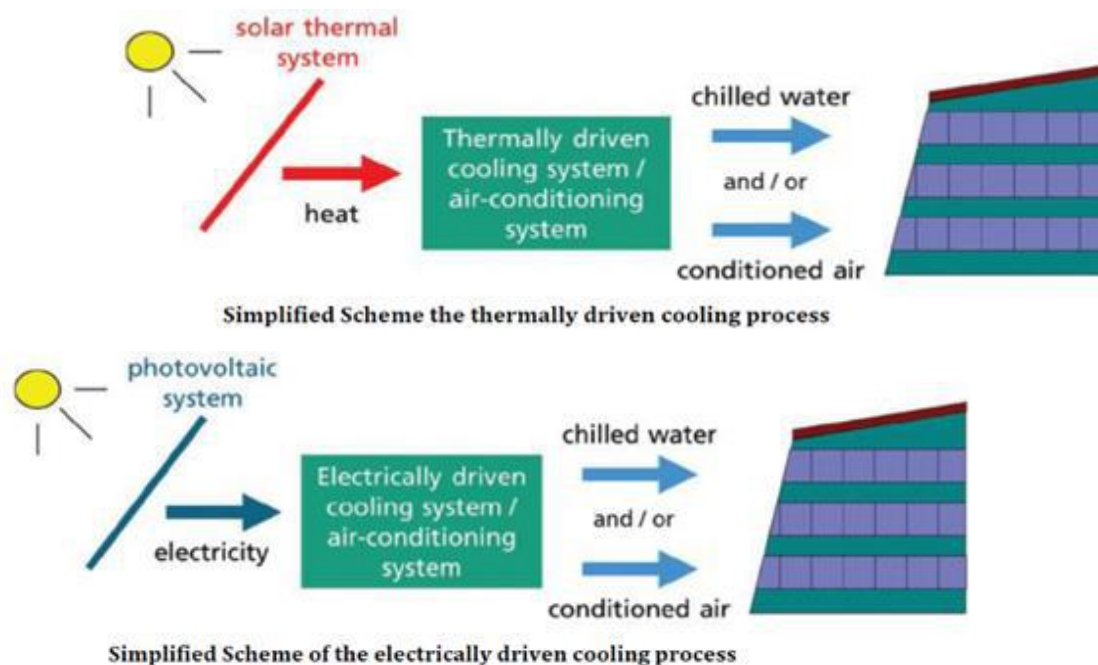 solar thermal
system
heat
Thermally driven
cooling system /
air-conditioning
system
chilled water
and / or
conditioned air
Simplified Scheme the thermally driven cooling process
photovoltaic
system
electricity
Electrically driven
cooling system /
air-conditioning
system
chilled water
and / or
conditioned air
Simplified Scheme of the electrically driven cooling process